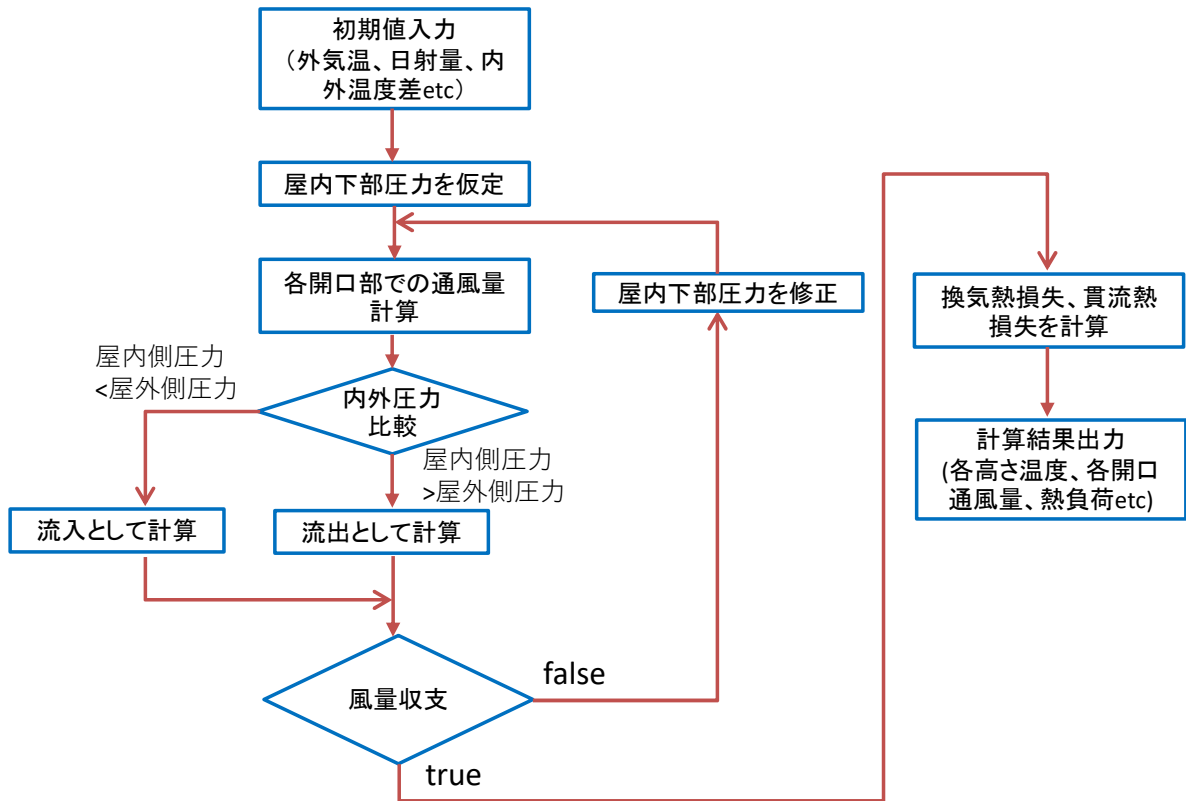 初期値入力
（外気温、日射量、内
外温度差etc）
屋内下部圧力を仮定
各開口部での通風量
計算
屋内下部圧力を修正
換気熱損失、貫流熱
損失を計算
屋内側圧力
<屋外側圧力
内外圧力
比較
屋内側圧力
>屋外側圧力
計算結果出力
(各高さ温度、各開口
通風量、熱負荷etc)
流入として計算
流出として計算
風量収支
false
true